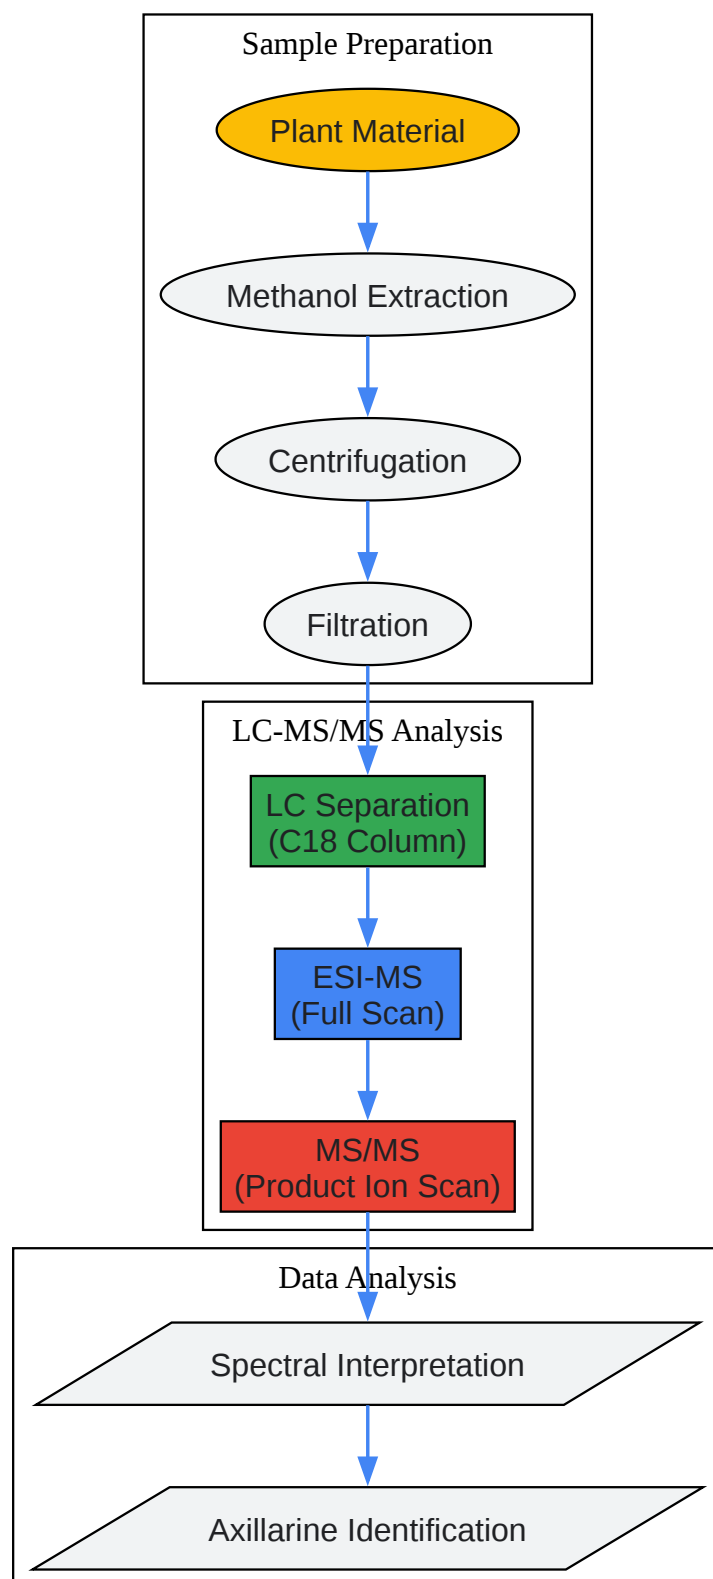 Sample Preparation
Plant Material
Methanol Extraction
Centrifugation
Filtration
LC-MS/MS Analysis
LC Separation
(C18 Column)
ESI-MS
(Full Scan)
MS/MS
(Product Ion Scan)
Data Analysis
Spectral Interpretation
Axillarine Identification